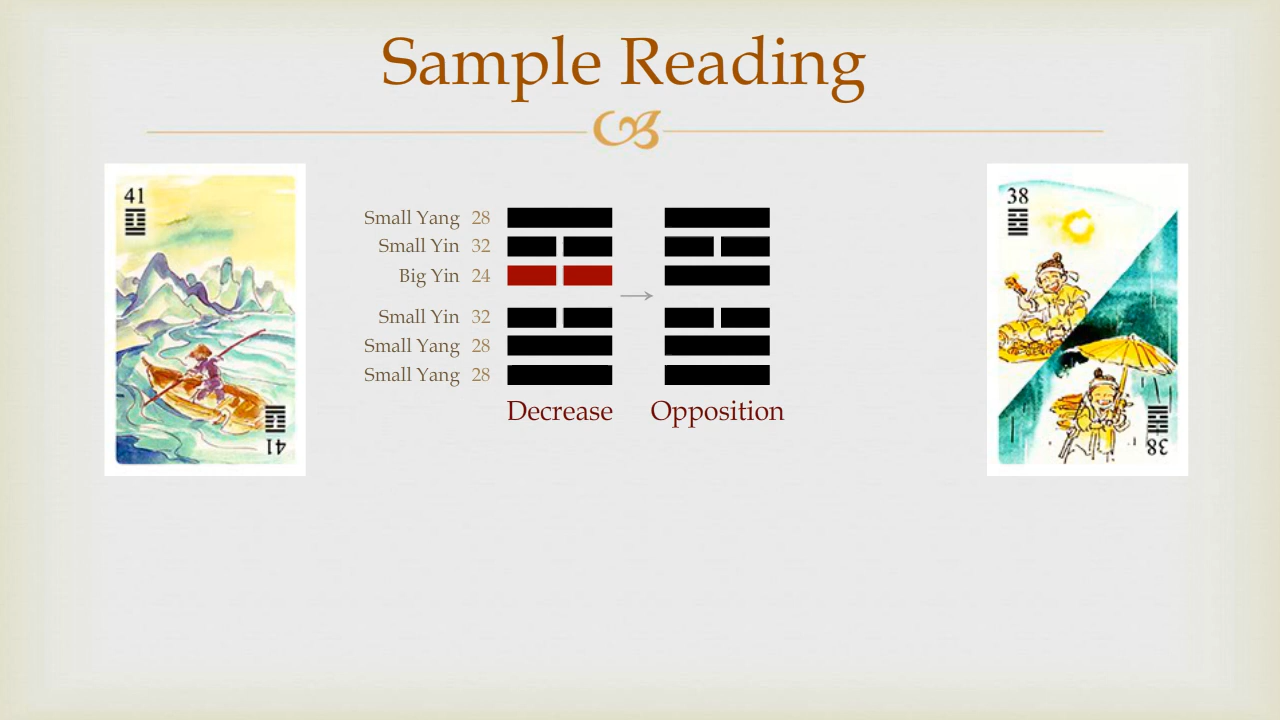 Sample Reading
41
41
Small Yang 28
Small Yin 32
Big Yin 24
Small Yin 32
Small Yang 28
Small Yang 28
Decrease
Opposition
38
38